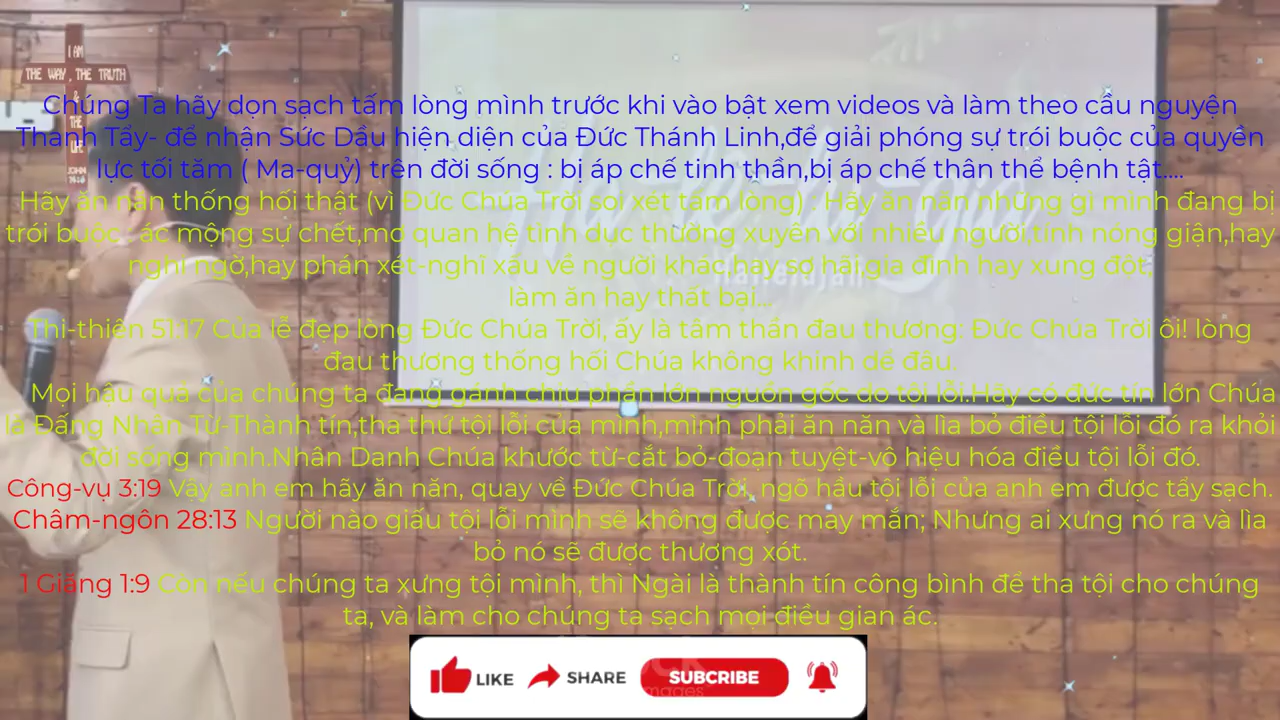 I AM
THE WAY, THE TRUTH
&
THE
LIFE
JOHN
14:6
Chúng Ta hãy dọn sạch tấm lòng mình trước khi vào bật xem videos và làm theo cầu nguyện
Thanh Tẩy- để nhận Sức Dầu hiện diện của Đức Thánh Linh,để giải phóng sự trói buộc của quyền
lực tối tăm ( Ma-quỷ) trên đời sống : bị áp chế tinh thần,bị áp chế thân thể bệnh tật....
Hãy ăn năn thống hối thật (vì Đức Chúa Trời soi xét tấm lòng) : Hãy ăn năn những gì mình đang bị
trói buộc : ác mộng sự chết,mơ quan hệ tình dục thường xuyên với nhiều người,tính nóng giận,hay
nghi ngờ,hay phán xét-nghĩ xấu về người khác,hay sợ hãi,gia đình hay xung đột,
làm ăn hay thất bại...
Thi-thiên 51:17 Của lễ đẹp lòng Đức Chúa Trời, ấy là tâm thần đau thương: Đức Chúa Trời ôi! lòng
đau thương thống hối Chúa không khinh dể đâu.
Mọi hậu quả của chúng ta đang gánh chịu phần lớn nguồn gốc do tội lỗi.Hãy có đức tin lớn Chúa
là Đấng Nhân Từ-Thành tín,tha thứ tội lỗi của mình,mình phải ăn năn và lìa bỏ điều tội lỗi đó ra khỏi
đời sống mình.Nhân Danh Chúa khước từ-cắt bỏ-đoạn tuyệt-vô hiệu hóa điều tội lỗi đó.
Công-vụ 3:19 Vậy anh em hãy ăn năn, quay về Đức Chúa Trời, ngõ hầu tội lỗi của anh em được tẩy sạch.
Châm-ngôn 28:13 Người nào giấu tội lỗi mình sẽ không được may mắn; Nhưng ai xưng nó ra và lìa
bỏ nó sẽ được thương xót.
1 Giăng 1:9 Còn nếu chúng ta xưng tội mình, thì Ngài là thành tín công bình để tha tội cho chúng
ta, và làm cho chúng ta sạch mọi điều gian ác.
LIKE SHARE SUBSCRIBE